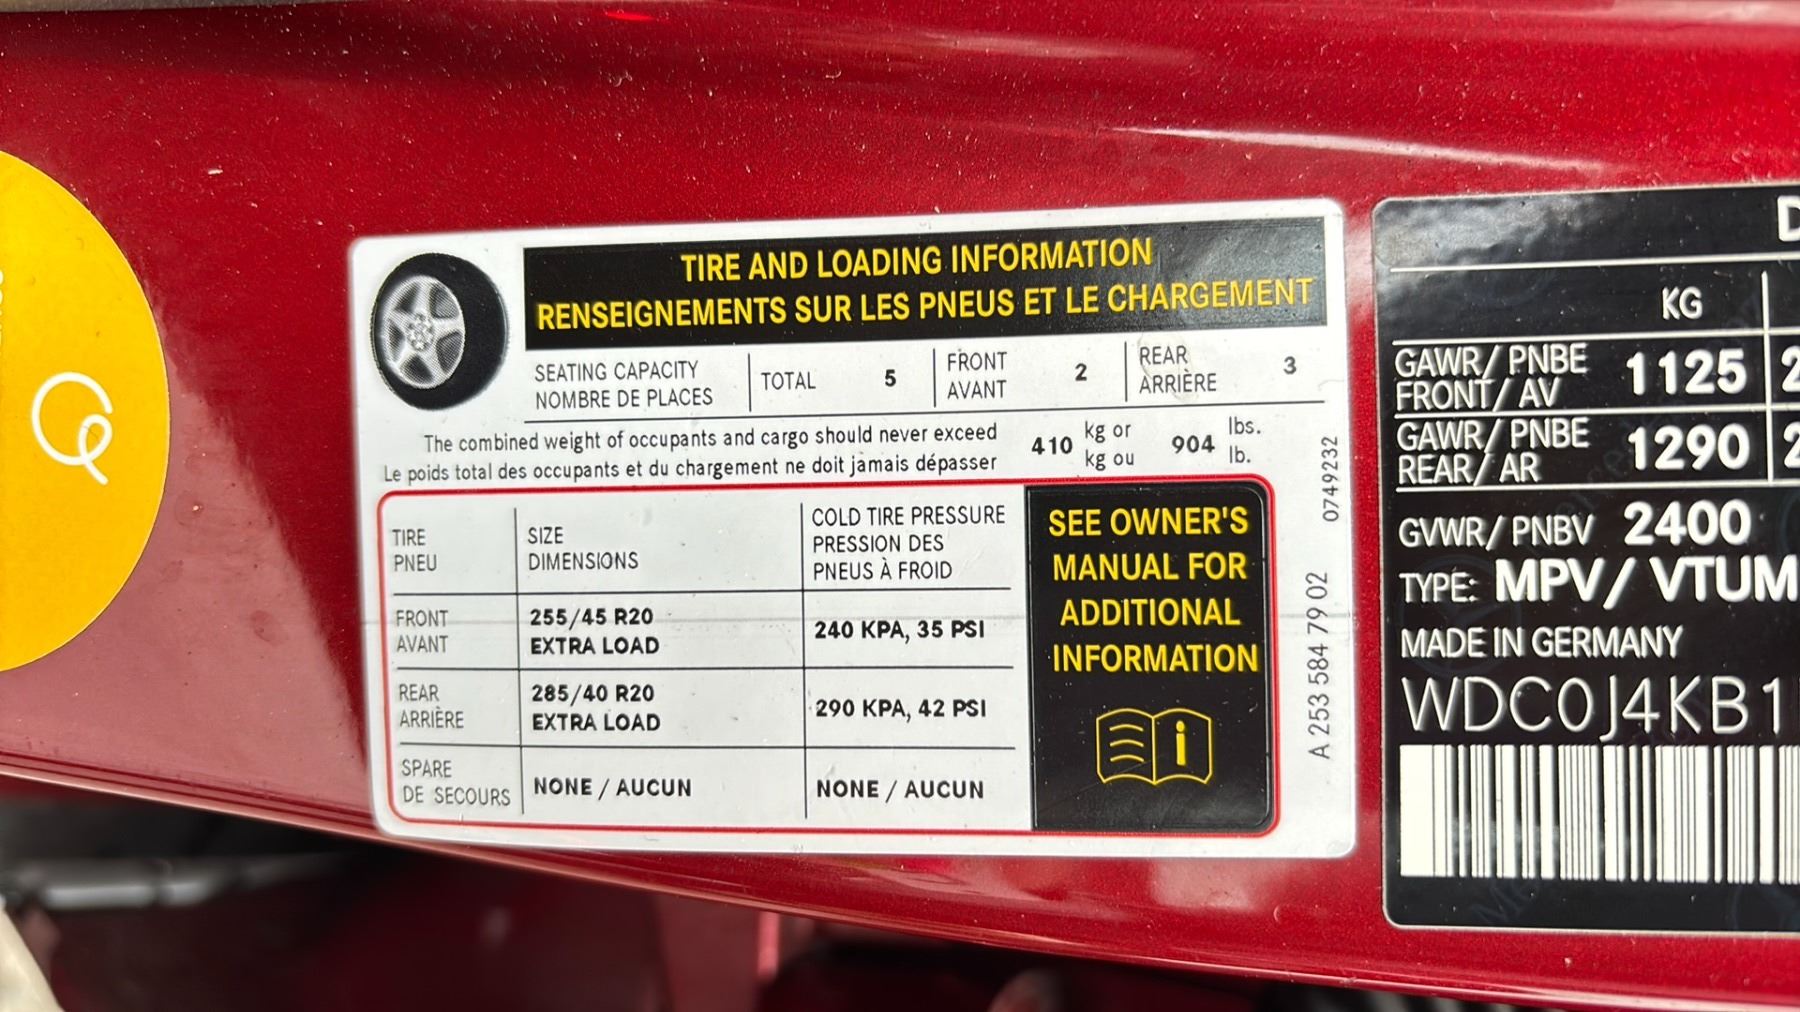 TIRE AND LOADING INFORMATION
RENSEIGNEMENTS SUR LES PNEUS ET LE CHARGEMENT
SEATING CAPACITY
NOMBRE DE PLACES
TOTAL 5
FRONT
AVANT
2
REAR
ARRIÈRE
3
The combined weight of occupants and cargo should never exceed
Le poids total des occupants et du chargement ne doit jamais dépasser
410 kg or
kg ou
904 lbs.
lb.
TIRE
PNEU
SIZE
DIMENSIONS
COLD TIRE PRESSURE
PRESSION DES
PNEUS À FROID
FRONT
AVANT
255/45 R20
EXTRA LOAD
240 KPA, 35 PSI
REAR
ARRIÈRE
285/40 R20
EXTRA LOAD
290 KPA, 42 PSI
SPARE
DE SECOURS
NONE / AUCUN
NONE / AUCUN
SEE OWNER'S
MANUAL FOR
ADDITIONAL
INFORMATION
0749232
A 253 584 79 02
KG
GAWR/ PNBE
FRONT/ AV
1125
GAWR/ PNBE
REAR/ AR
1290
GVWR/ PNBV 2400
TYPE: MPV/ VTUM
MADE IN GERMANY
WDC0J4KB1